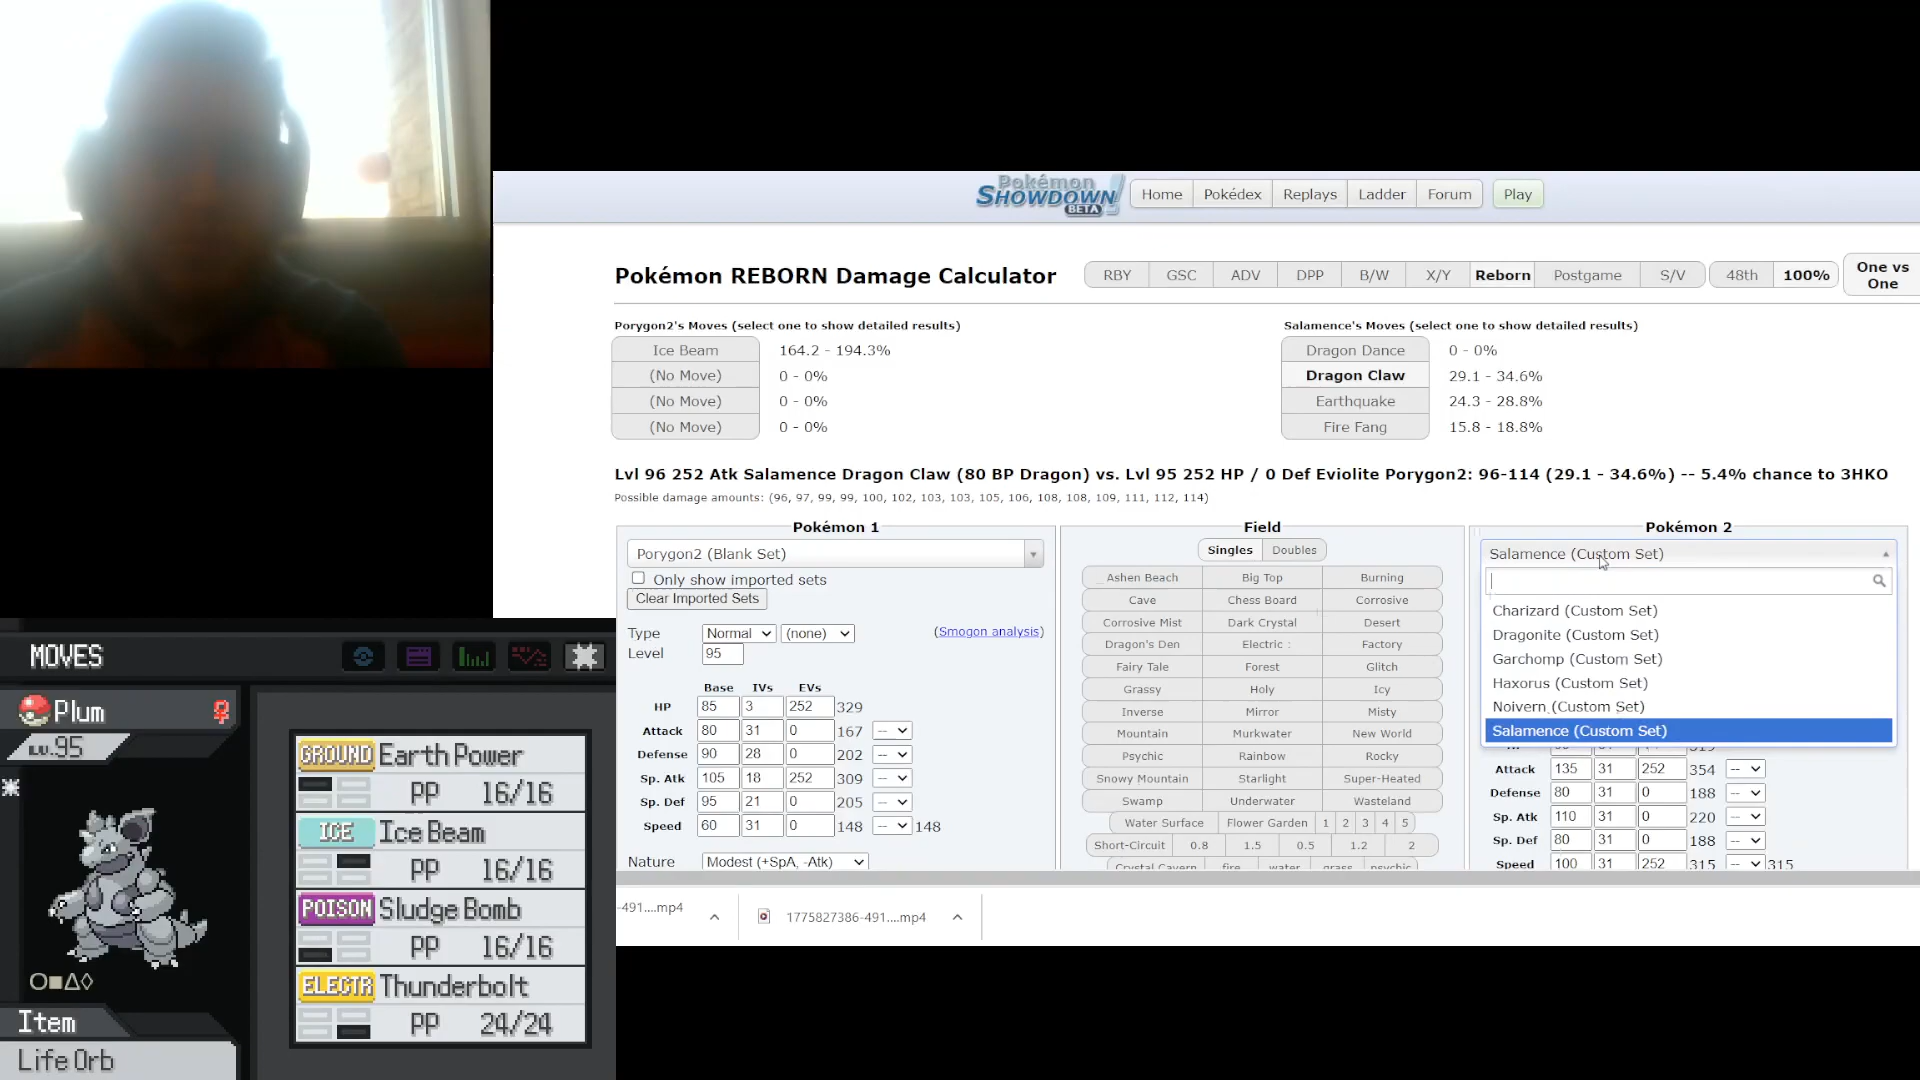 Pokémon
SHOWDOWN
BETA
Home Pokédex Replays Ladder Forum Play
Pokémon REBORN Damage Calculator
RBY GSC ADV DPP B/W X/Y Reborn Postgame S/V 48th 100% One vs One
Porygon2's Moves (select one to show detailed results)
Ice Beam 164.2 - 194.3%
(No Move) 0 - 0%
(No Move) 0 - 0%
(No Move) 0 - 0%
Salamence's Moves (select one to show detailed results)
Dragon Dance 0 - 0%
Dragon Claw 29.1 - 34.6%
Earthquake 24.3 - 28.8%
Fire Fang 15.8 - 18.8%
Lvl 96 252 Atk Salamence Dragon Claw (80 BP Dragon) vs. Lvl 95 252 HP / 0 Def Eviolite Porygon2: 96-114 (29.1 - 34.6%) -- 5.4% chance to 3HKO
Possible damage amounts: (96, 97, 99, 99, 100, 102, 103, 103, 105, 106, 108, 108, 109, 111, 112, 114)
Pokémon 1
Porygon2 (Blank Set)
Only show imported sets
Clear Imported Sets
Type Normal (none) (Smogon analysis)
Level 95
Base IVs EVs
HP 85 3 252 329
Attack 80 31 0 167 --
Defense 90 28 0 202 --
Sp. Atk 105 18 252 309 --
Sp. Def 95 21 0 205 --
Speed 60 31 0 148 -- 148
Nature Modest (+SpA, -Atk)
Field
Singles Doubles
Ashen Beach Big Top Burning
Cave Chess Board Corrosive
Corrosive Mist Dark Crystal Desert
Dragon's Den Electric Factory
Fairy Tale Forest Glitch
Grassy Holy Icy
Inverse Mirror Misty
Mountain Murkwater New World
Psychic Rainbow Rocky
Snowy Mountain Starlight Super-Heated
Swamp Underwater Wasteland
Water Surface Flower Garden 1 2 3 4 5
Short-Circuit 0.8 1.5 0.5 1.2 2
Crystal Cavern fire water grass psychic
Pokémon 2
Salamence (Custom Set)
Charizard (Custom Set)
Dragonite (Custom Set)
Garchomp (Custom Set)
Haxorus (Custom Set)
Noivern (Custom Set)
Salamence (Custom Set)
Attack 135 31 252 354 --
Defense 80 31 0 188 --
Sp. Atk 110 31 0 220 --
Sp. Def 80 31 0 188 --
Speed 100 31 252 315 -- 315
-491....mp4 1775827386-491....mp4
MOVES
Plum
LV.95
Item
Life Orb
GROUND Earth Power
PP 16/16
ICE Ice Beam
PP 16/16
POISON Sludge Bomb
PP 16/16
ELECTR Thunderbolt
PP 24/24